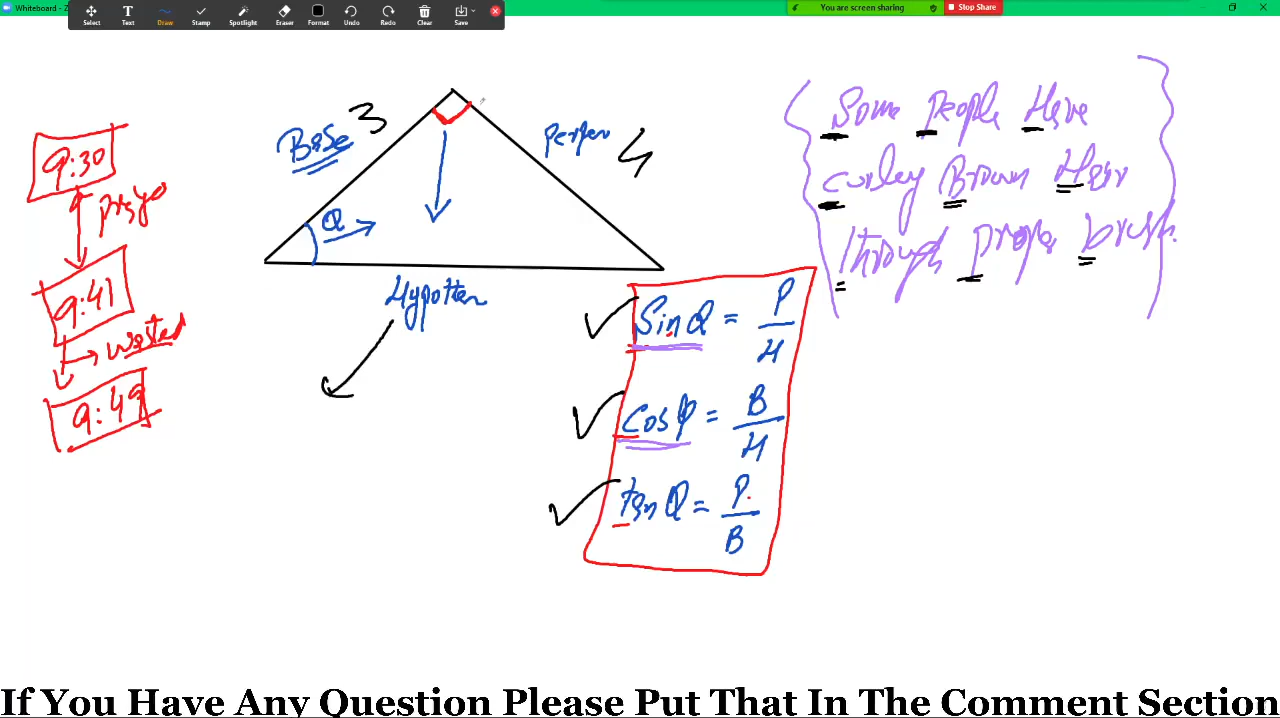 Whiteboard - Z
Select Text Draw Stamp Spotlight Eraser Format Undo Redo Clear Save
You are screen sharing Stop Share
9:30
9:41
wasted
9:49
Base 3
Perpen 4
Q
Hypotten
Some People Have
Curley Brown Hair
Through proper brush.
Sin Q = P/H
Cos Q = B/H
tan Q = P/B
If You Have Any Question Please Put That In The Comment Section